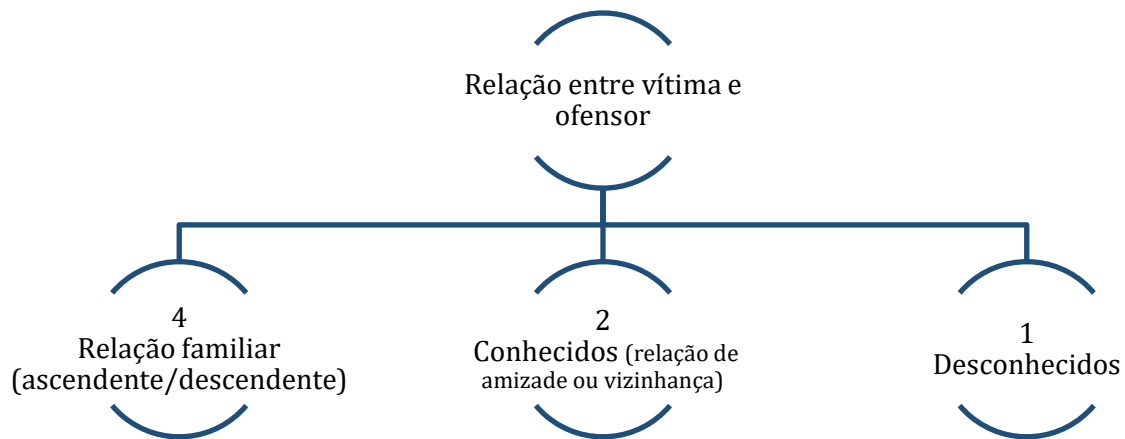 Relação entre vítima e
ofensor
4
Relação familiar
(ascendente/descendente)
2
Conhecidos (relação de
amizade ou vizinhança)
1
Desconhecidos